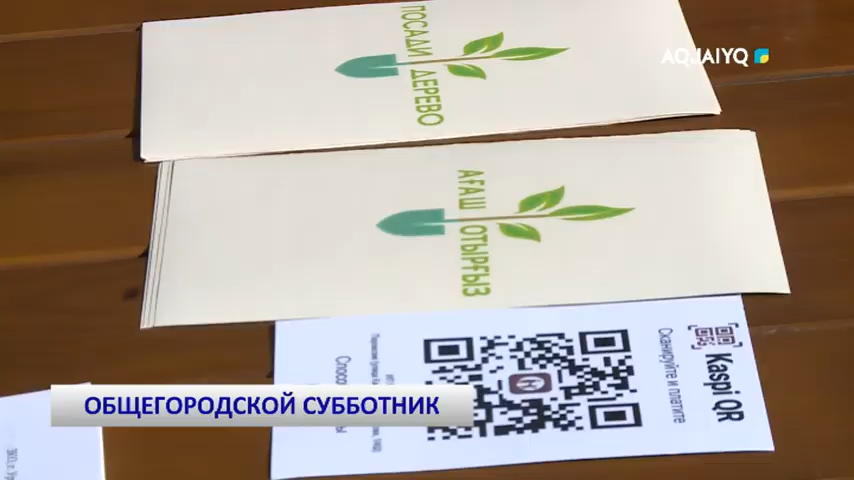 AQJAIYQ
ПОСАДИ ДЕРЕВО
АҒАШ ОТЫРҒЫЗ
Kaspi QR
Сканируйте и платите
ОБЩЕГОРОДСКОЙ СУББОТНИК